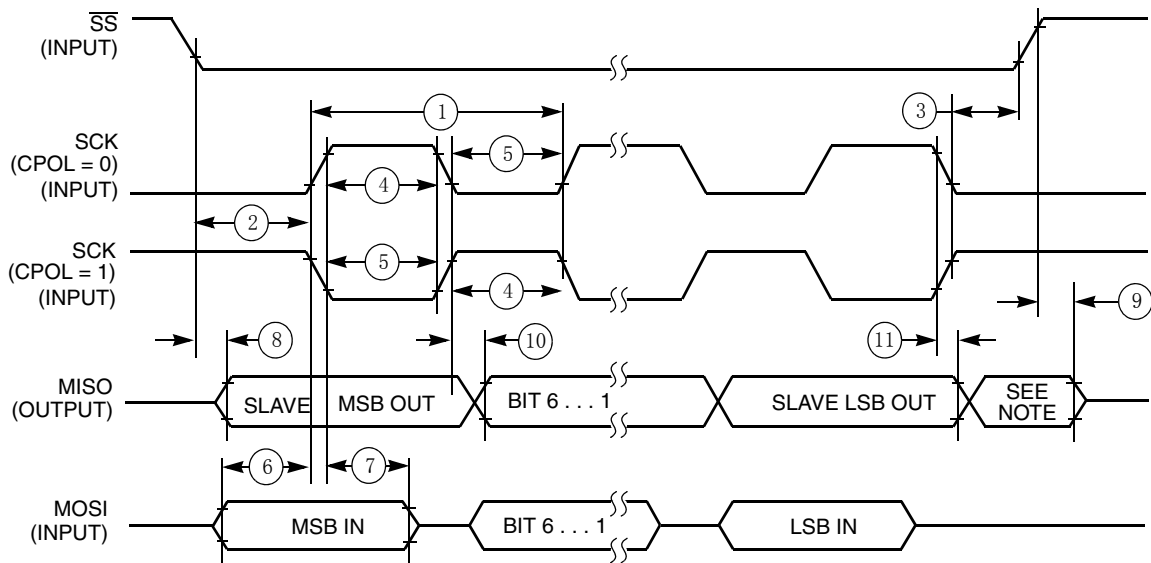 SS
(INPUT)
1
3
SCK
(CPOL = 0)
(INPUT)
5
4
2
SCK
(CPOL = 1)
(INPUT)
5
4
9
8
10
11
MISO
(OUTPUT)
SLAVE MSB OUT
BIT 6 . . . 1
SLAVE LSB OUT
SEE
NOTE
6
7
MOSI
(INPUT)
MSB IN
BIT 6 . . . 1
LSB IN